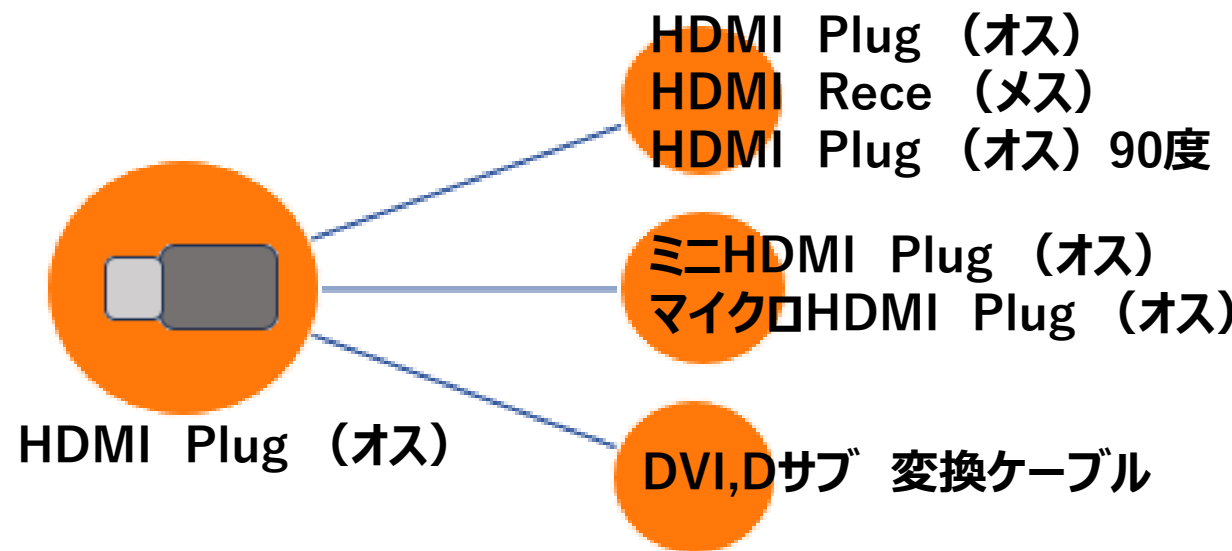 HDMI Plug （オス）
HDMI Rece （メス）
HDMI Plug （オス）90度
ミニHDMI Plug （オス）
マイクロHDMI Plug （オス）
HDMI Plug （オス）
DVI,Dサブ 変換ケーブル